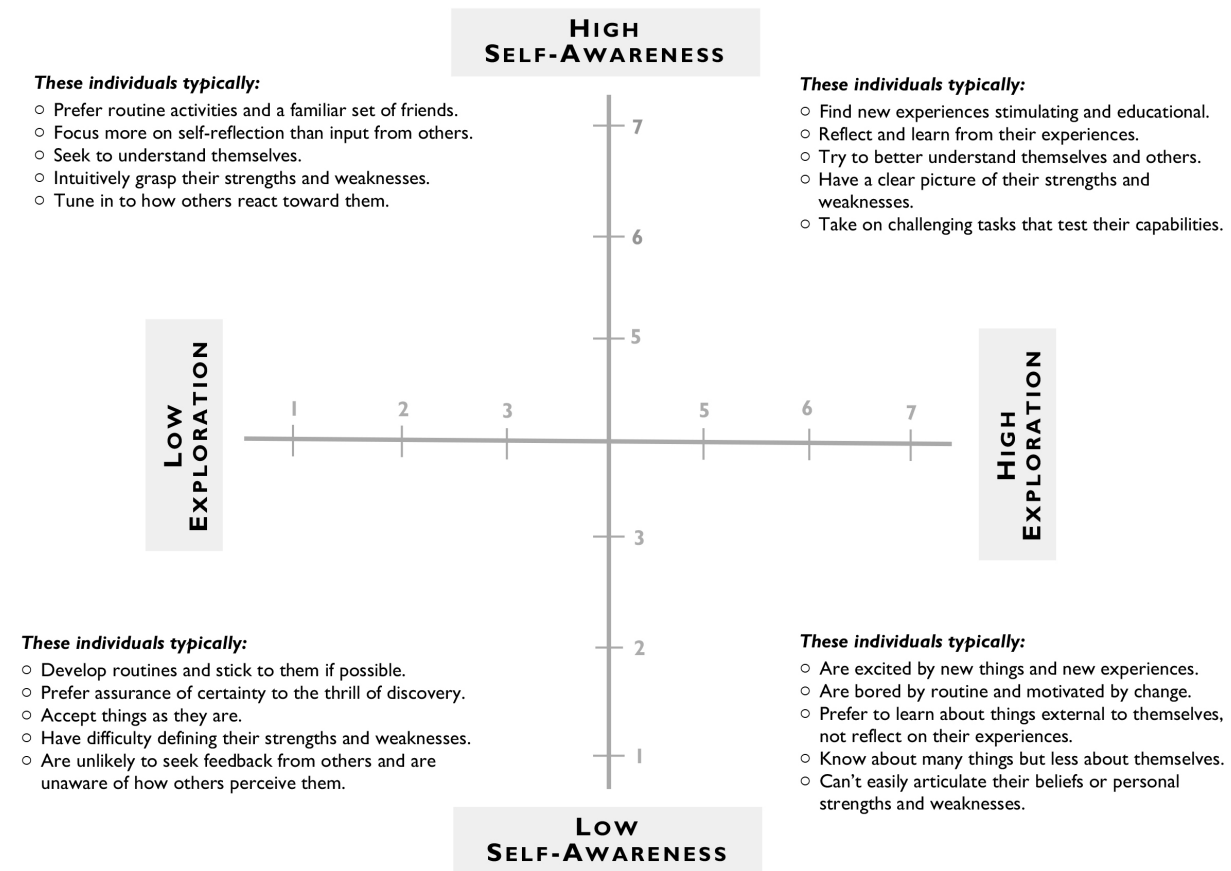 HIGH
SELF-AWARENESS
These individuals typically:
○ Prefer routine activities and a familiar set of friends.
○ Focus more on self-reflection than input from others.
○ Seek to understand themselves.
○ Intuitively grasp their strengths and weaknesses.
○ Tune in to how others react toward them.
These individuals typically:
○ Find new experiences stimulating and educational.
○ Reflect and learn from their experiences.
○ Try to better understand themselves and others.
○ Have a clear picture of their strengths and
weaknesses.
○ Take on challenging tasks that test their capabilities.
7
6
5
LOW
EXPLORATION
1 2 3 5 6 7
HIGH
EXPLORATION
3
2
1
These individuals typically:
○ Develop routines and stick to them if possible.
○ Prefer assurance of certainty to the thrill of discovery.
○ Accept things as they are.
○ Have difficulty defining their strengths and weaknesses.
○ Are unlikely to seek feedback from others and are
unaware of how others perceive them.
These individuals typically:
○ Are excited by new things and new experiences.
○ Are bored by routine and motivated by change.
○ Prefer to learn about things external to themselves,
not reflect on their experiences.
○ Know about many things but less about themselves.
○ Can't easily articulate their beliefs or personal
strengths and weaknesses.
LOW
SELF-AWARENESS